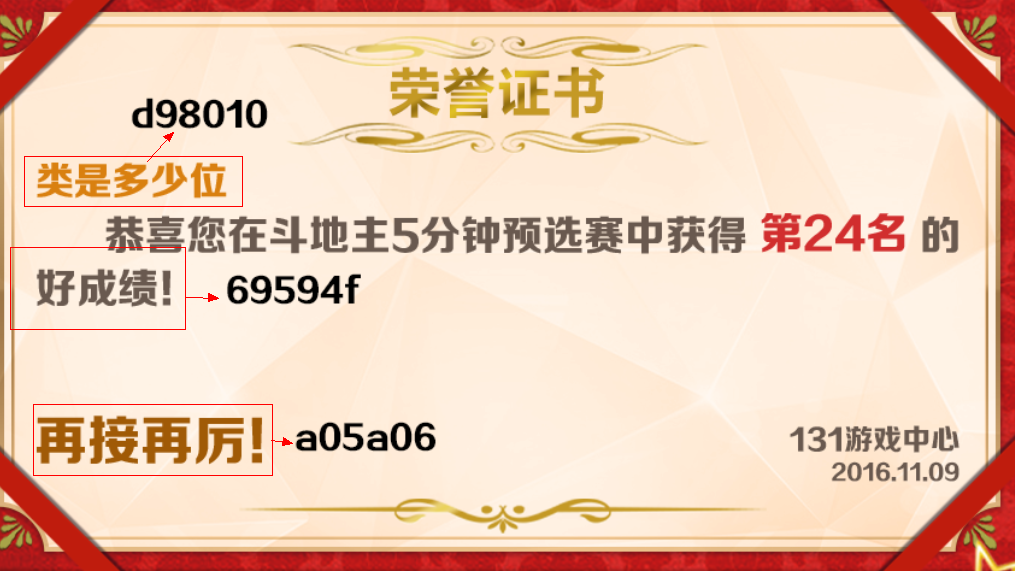 荣誉证书
d98010
类是多少位
恭喜您在斗地主5分钟预选赛中获得 第24名 的
好成绩! 69594f
再接再厉! a05a06
131游戏中心
2016.11.09